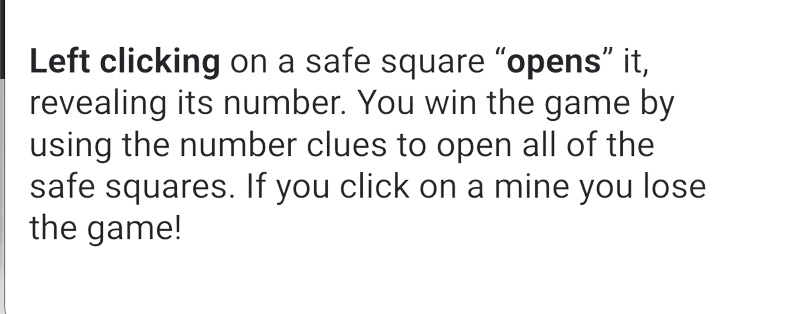 Left clicking on a safe square “opens” it,
revealing its number. You win the game by
using the number clues to open all of the
safe squares. If you click on a mine you lose
the game!